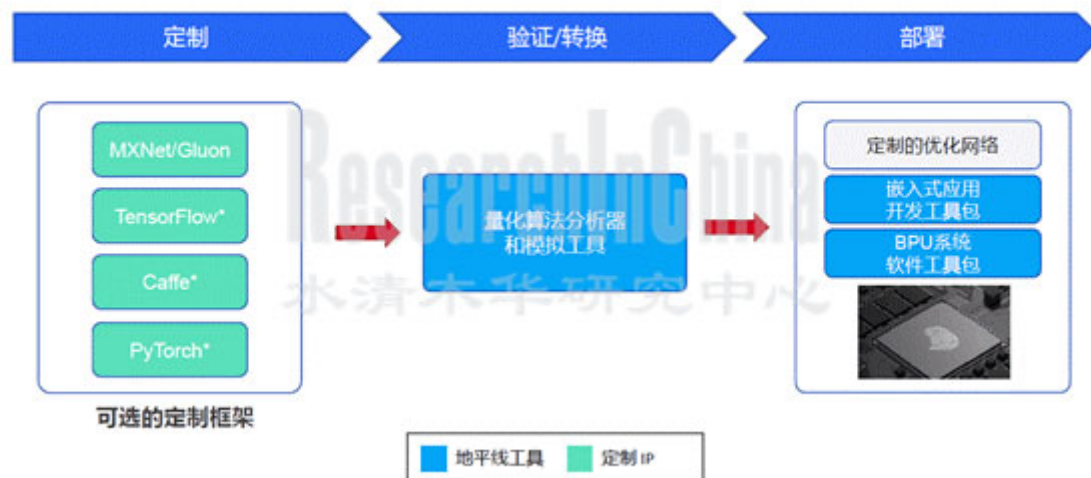 定制
验证/转换
部署
MXNet/Gluon
TensorFlow*
Caffe*
PyTorch*
可选的定制框架
量化算法分析器
和模拟工具
定制的优化网络
嵌入式应用
开发工具包
BPU系统
软件工具包
ResearchInChina
水清木华研究中心
地平线工具
定制 IP